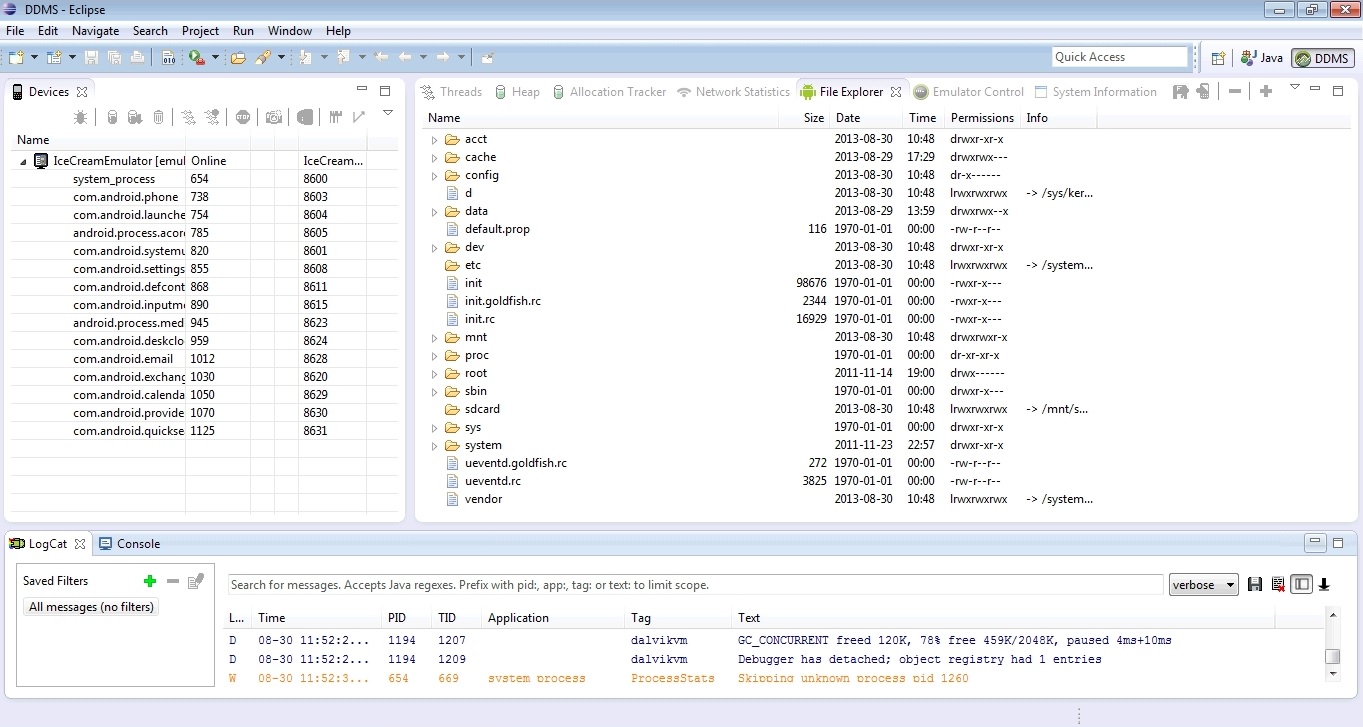 DDMS - Eclipse
File Edit Navigate Search Project Run Window Help
010
Quick Access
Java
DDMS
Devices
Name
IceCreamEmulator [emul Online IceCream...
system_process 654 8600
com.android.phone 738 8603
com.android.launche 754 8604
android.process.acor 785 8605
com.android.systemu 820 8601
com.android.settings 855 8608
com.android.defcont 868 8611
com.android.inputm 890 8615
android.process.med 945 8623
com.android.deskclo 959 8624
com.android.email 1012 8628
com.android.exchang 1030 8620
com.android.calenda 1050 8629
com.android.provide 1070 8630
com.android.quickse 1125 8631
Threads Heap Allocation Tracker Network Statistics File Explorer Emulator Control System Information
Name Size Date Time Permissions Info
acct 2013-08-30 10:48 drwxr-xr-x
cache 2013-08-29 17:29 drwxrwx---
config 2013-08-30 10:48 dr-x------
d 2013-08-30 10:48 lrwxrwxrwx -> /sys/ker...
data 2013-08-29 13:59 drwxrwx--x
default.prop 116 1970-01-01 00:00 -rw-r--r--
dev 2013-08-30 10:48 drwxr-xr-x
etc 2013-08-30 10:48 lrwxrwxrwx -> /system...
init 98676 1970-01-01 00:00 -rwxr-x---
init.goldfish.rc 2344 1970-01-01 00:00 -rwxr-x---
init.rc 16929 1970-01-01 00:00 -rwxr-x---
mnt 2013-08-30 10:48 drwxrwxr-x
proc 1970-01-01 00:00 dr-xr-xr-x
root 2011-11-14 19:00 drwx------
sbin 1970-01-01 00:00 drwxr-x---
sdcard 2013-08-30 10:48 lrwxrwxrwx -> /mnt/s...
sys 1970-01-01 00:00 drwxr-xr-x
system 2011-11-23 22:57 drwxr-xr-x
ueventd.goldfish.rc 272 1970-01-01 00:00 -rw-r--r--
ueventd.rc 3825 1970-01-01 00:00 -rw-r--r--
vendor 2013-08-30 10:48 lrwxrwxrwx -> /system...
LogCat Console
Saved Filters
All messages (no filters)
Search for messages. Accepts Java regexes. Prefix with pid:, app:, tag: or text: to limit scope.
verbose
L... Time PID TID Application Tag Text
D 08-30 11:52:2... 1194 1207 dalvikvm GC_CONCURRENT freed 120K, 78% free 459K/2048K, paused 4ms+10ms
D 08-30 11:52:2... 1194 1209 dalvikvm Debugger has detached; object registry had 1 entries
W 08-30 11:52:3... 654 669 system_process ProcessStats Skipping unknown process pid 1260